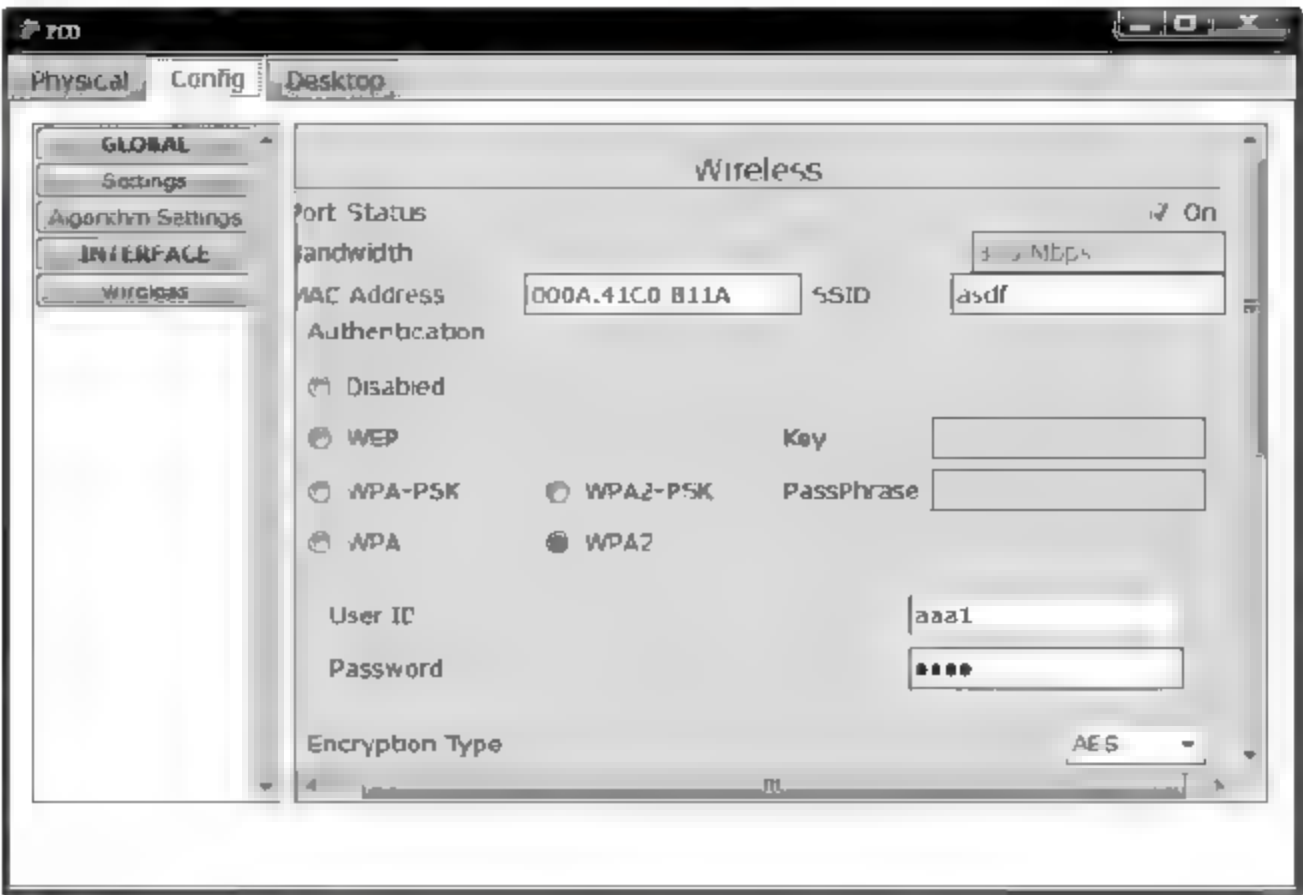 Physical Config Desktop
GLOBAL
Settings
Algorithm Settings
INTERFACE
Wireless
Wireless
Port Status On
Bandwidth Mbps
MAC Address 000A.41C0 B11A SSID asdf
Authentication
Disabled
WEP Key
WPA-PSK WPA2-PSK PassPhrase
WPA WPA2
User ID aaa1
Password ●●●●
Encryption Type AES